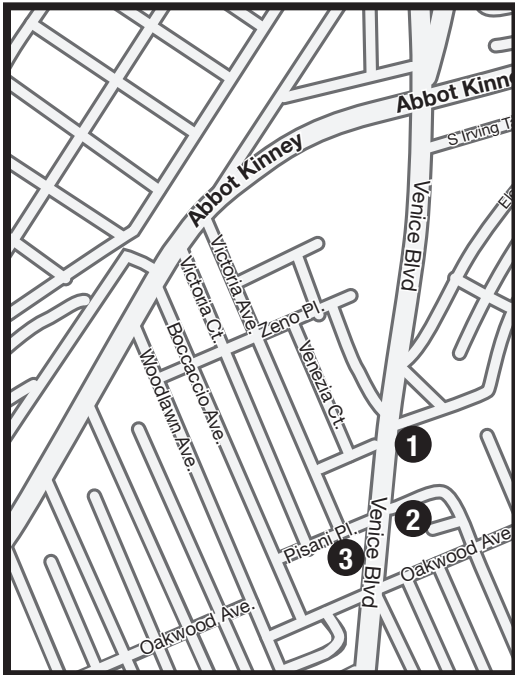 Abbot Kinne
S Irving T
Abbot Kinney
Venice Blvd
Victoria Ave.
Victoria Ct.
Zeno Pl.
Boccaccio Ave.
Venezia Ct.
Woodlawn Ave.
1
Venice Blvd
2
Pisani Pl.
3
Oakwood Ave
Oakwood Ave.